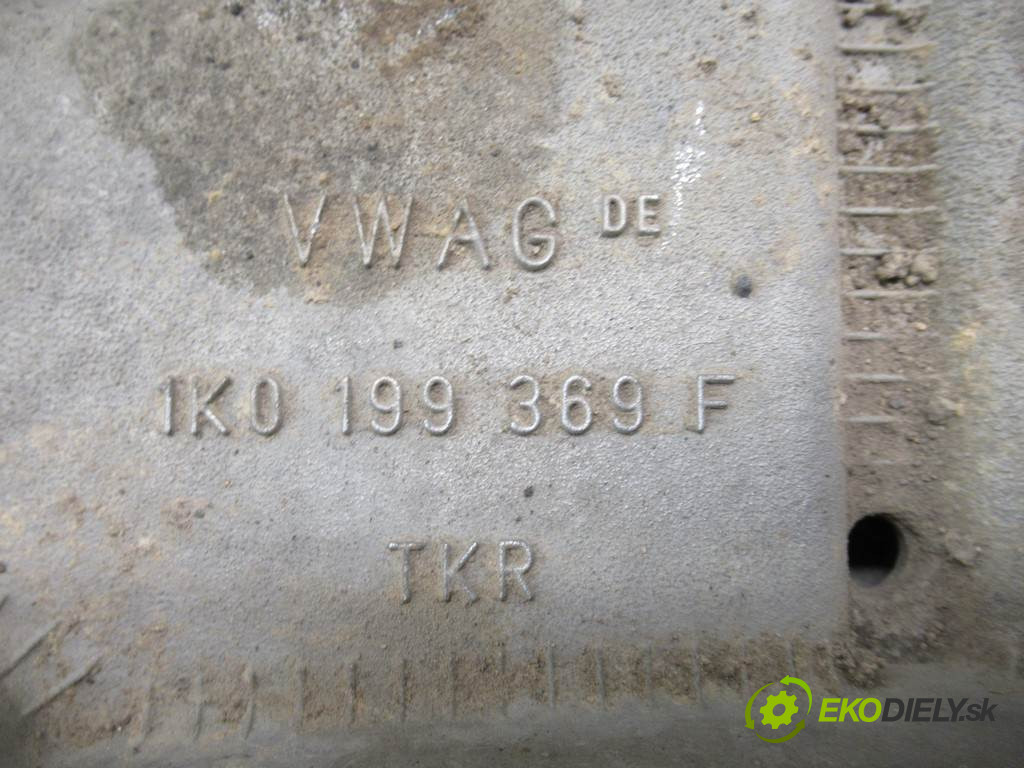 VWAG DE
1K0 199 369 F
TKR
EKODIELY.sk